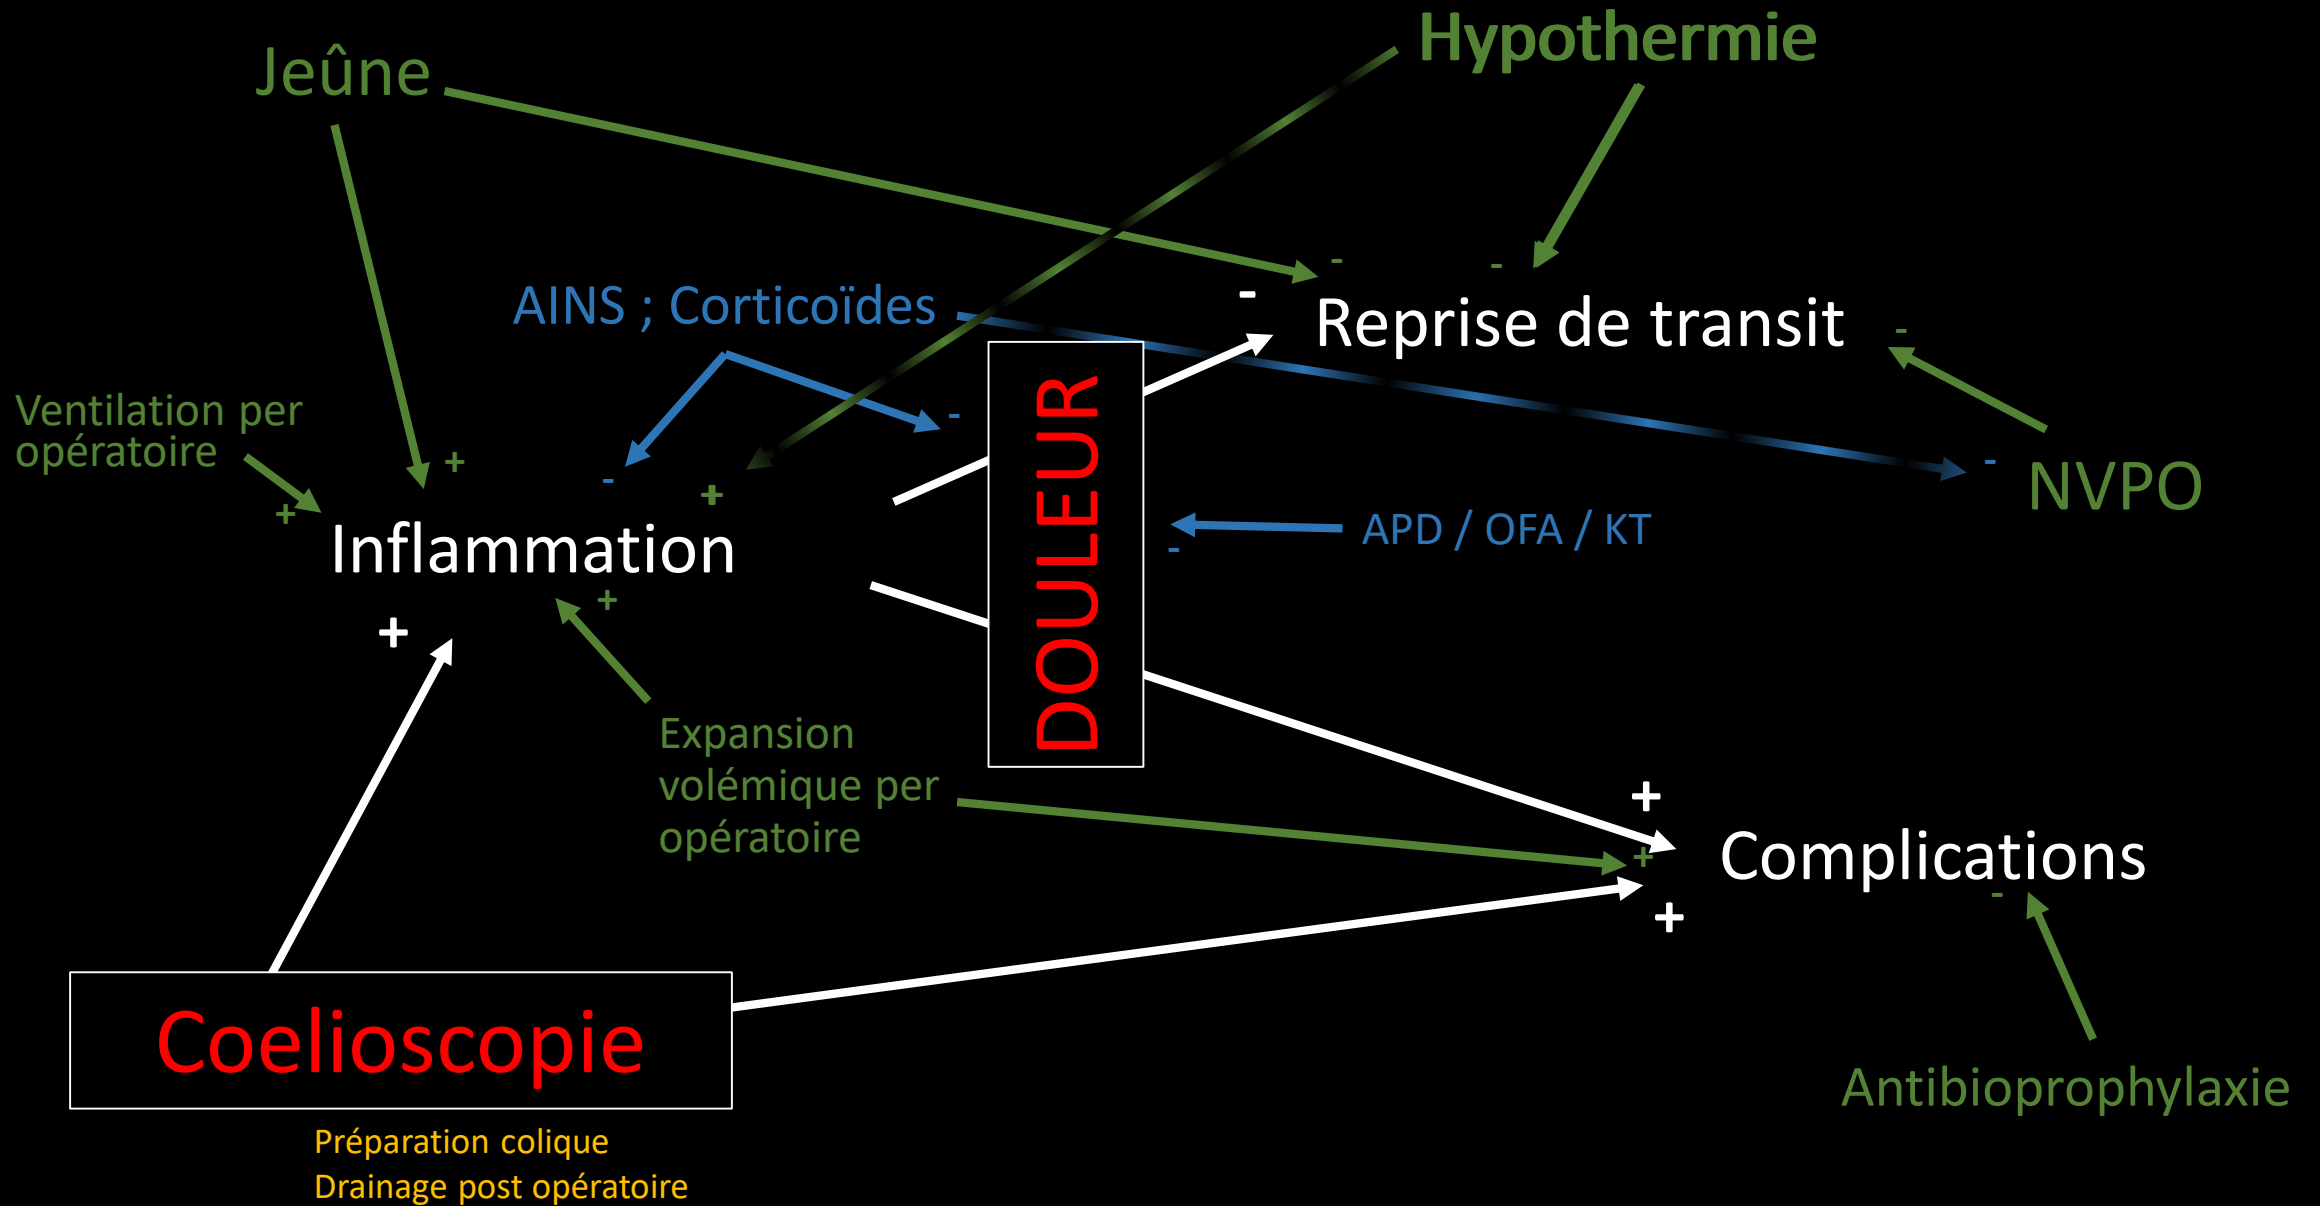 Hypothermie
Jeûne
-
-
AINS ; Corticoïdes
-
Reprise de transit
-
Ventilation per
opératoire
-
+
-
-
NVPO
+
+
DOULEUR
APD / OFA / KT
-
Inflammation
+
+
Expansion
volémique per
opératoire
+
+
Complications
-
+
Coelioscopie
Antibioprophylaxie
Préparation colique
Drainage post opératoire